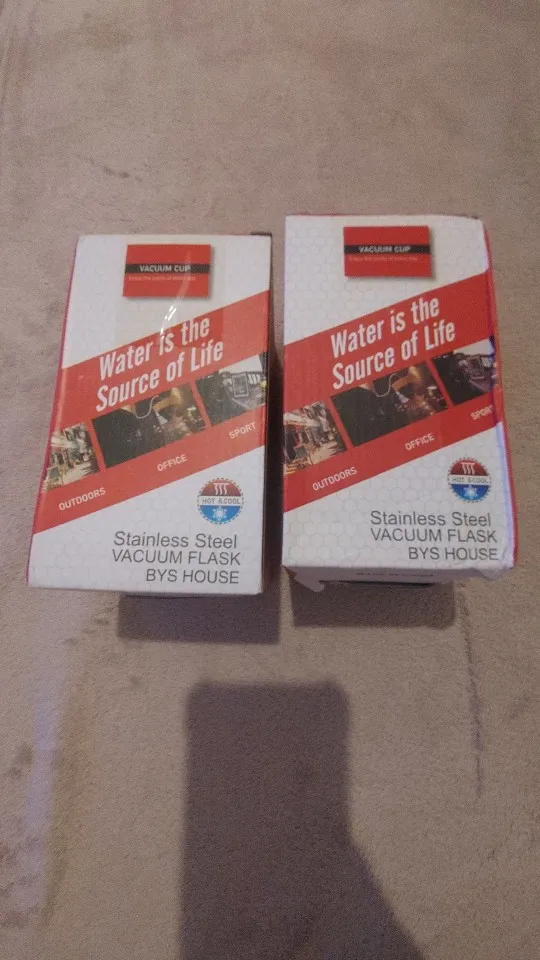 VACUUM CUP
Water is the
Source of Life
OUTDOORS
OFFICE
SPORT
HOT &COOL
Stainless Steel
VACUUM FLASK
BYS HOUSE
VACUUM CUP
Water is the
Source of Life
OUTDOORS
OFFICE
SPORT
HOT &COOL
Stainless Steel
VACUUM FLASK
BYS HOUSE